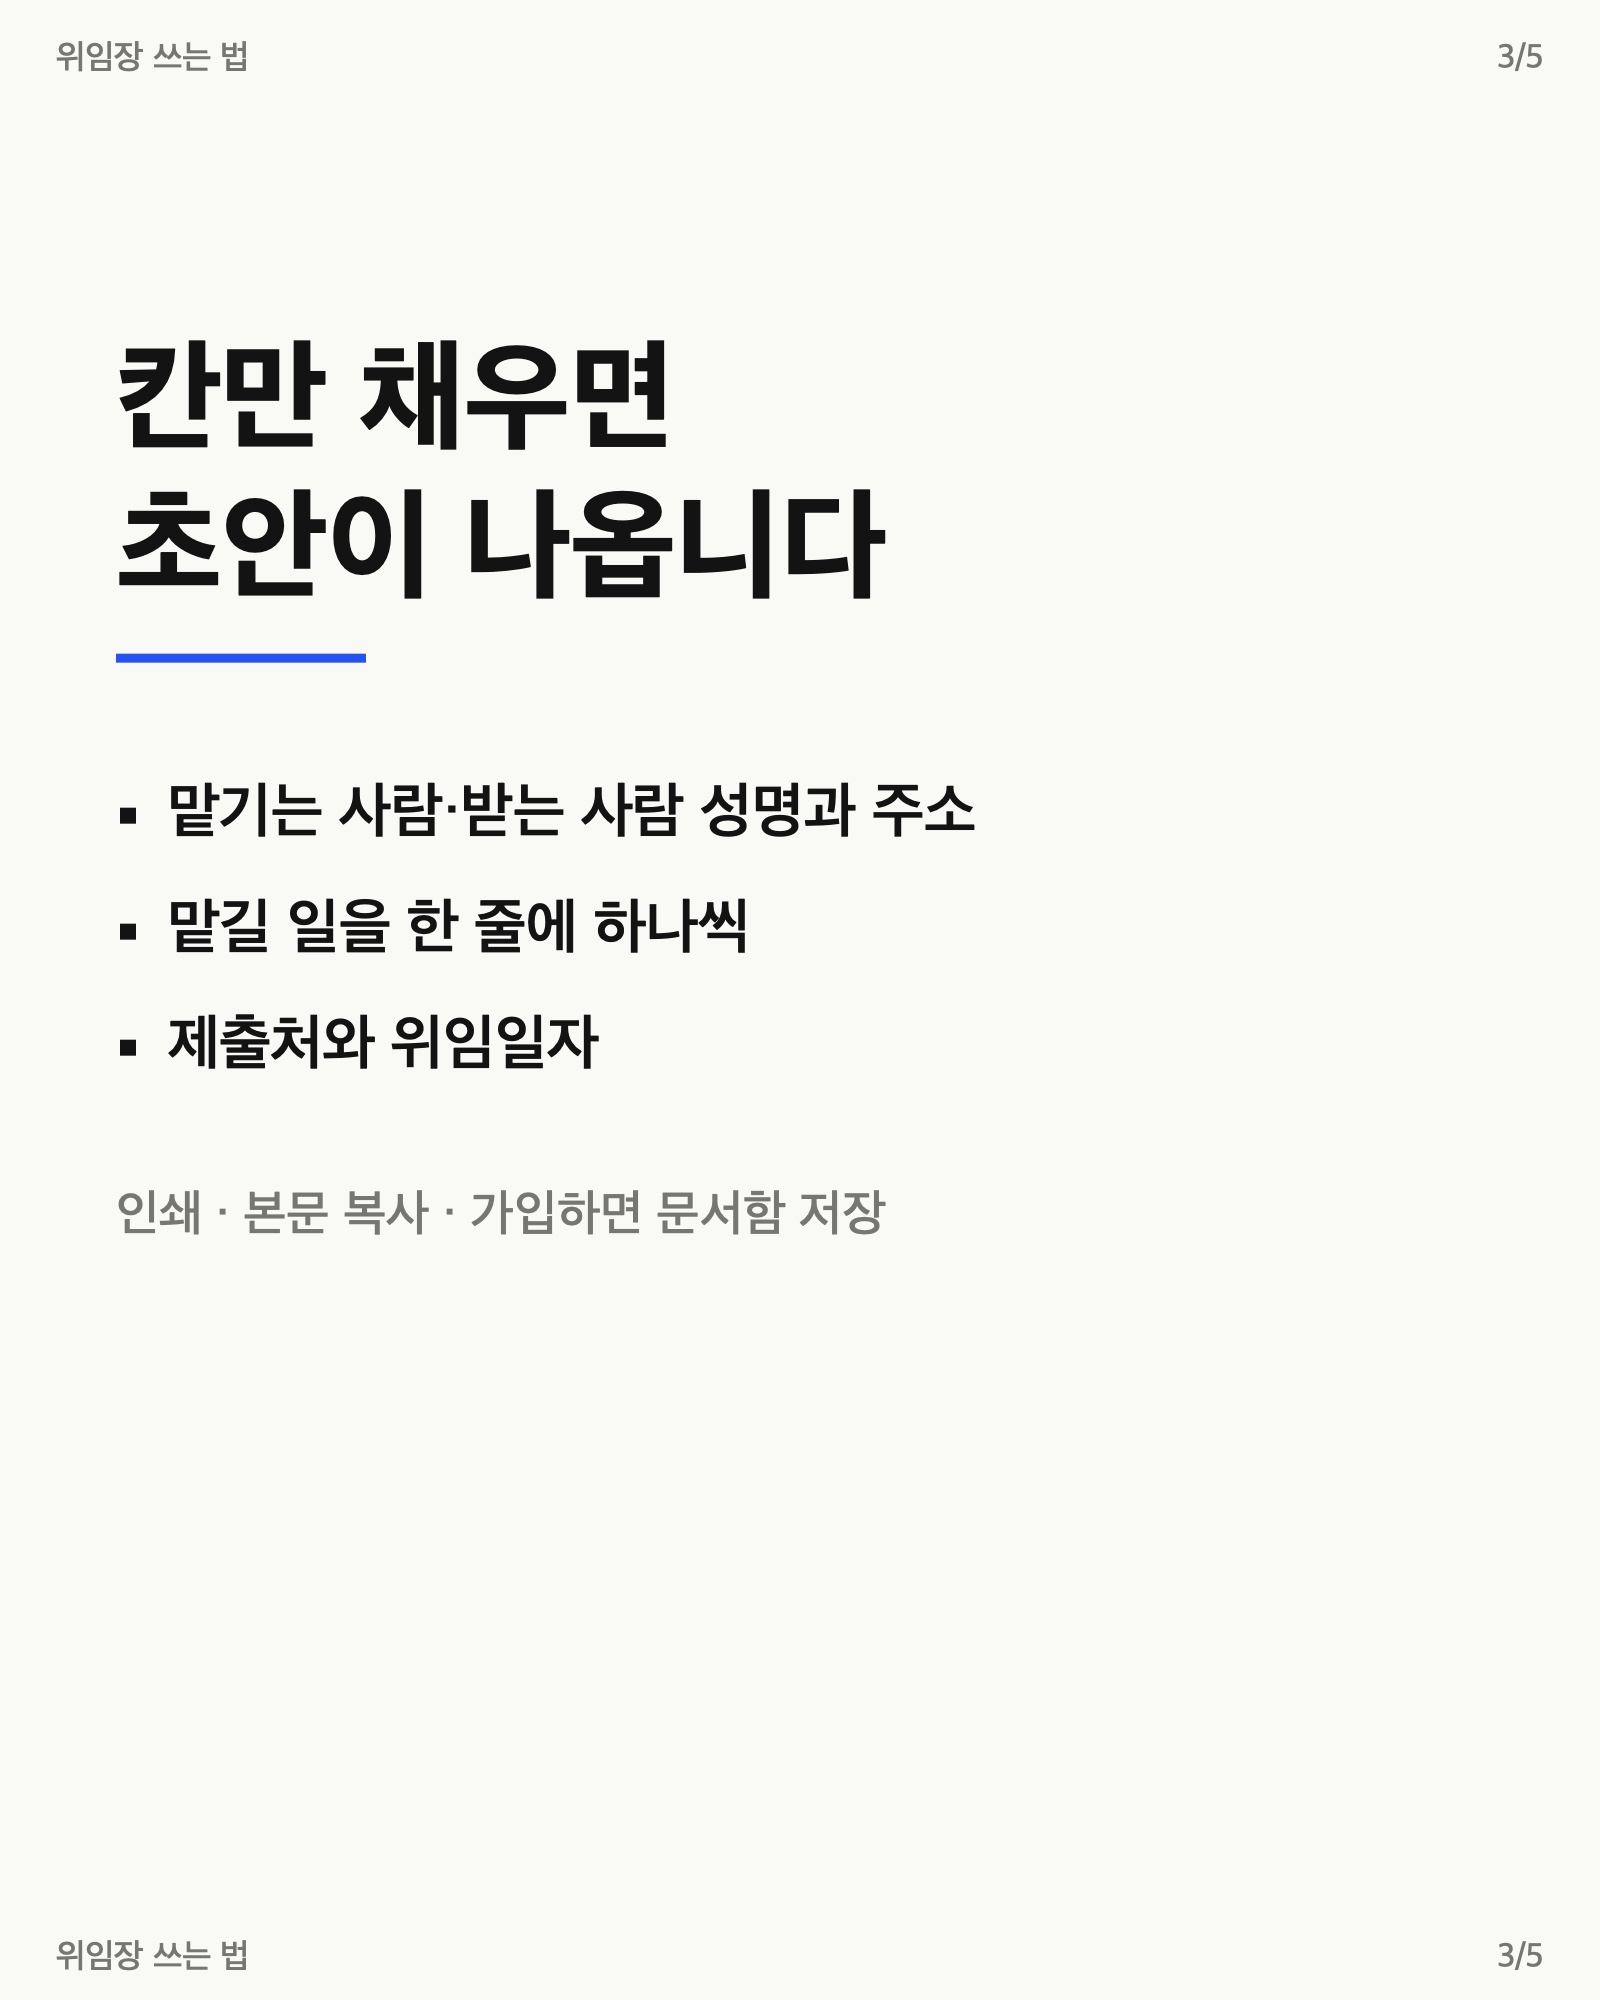 위임장 쓰는 법
3/5
칸만 채우면
초안이 나옵니다
▪ 맡기는 사람·받는 사람 성명과 주소
▪ 맡길 일을 한 줄에 하나씩
▪ 제출처와 위임일자
인쇄 · 본문 복사 · 가입하면 문서함 저장
위임장 쓰는 법
3/5